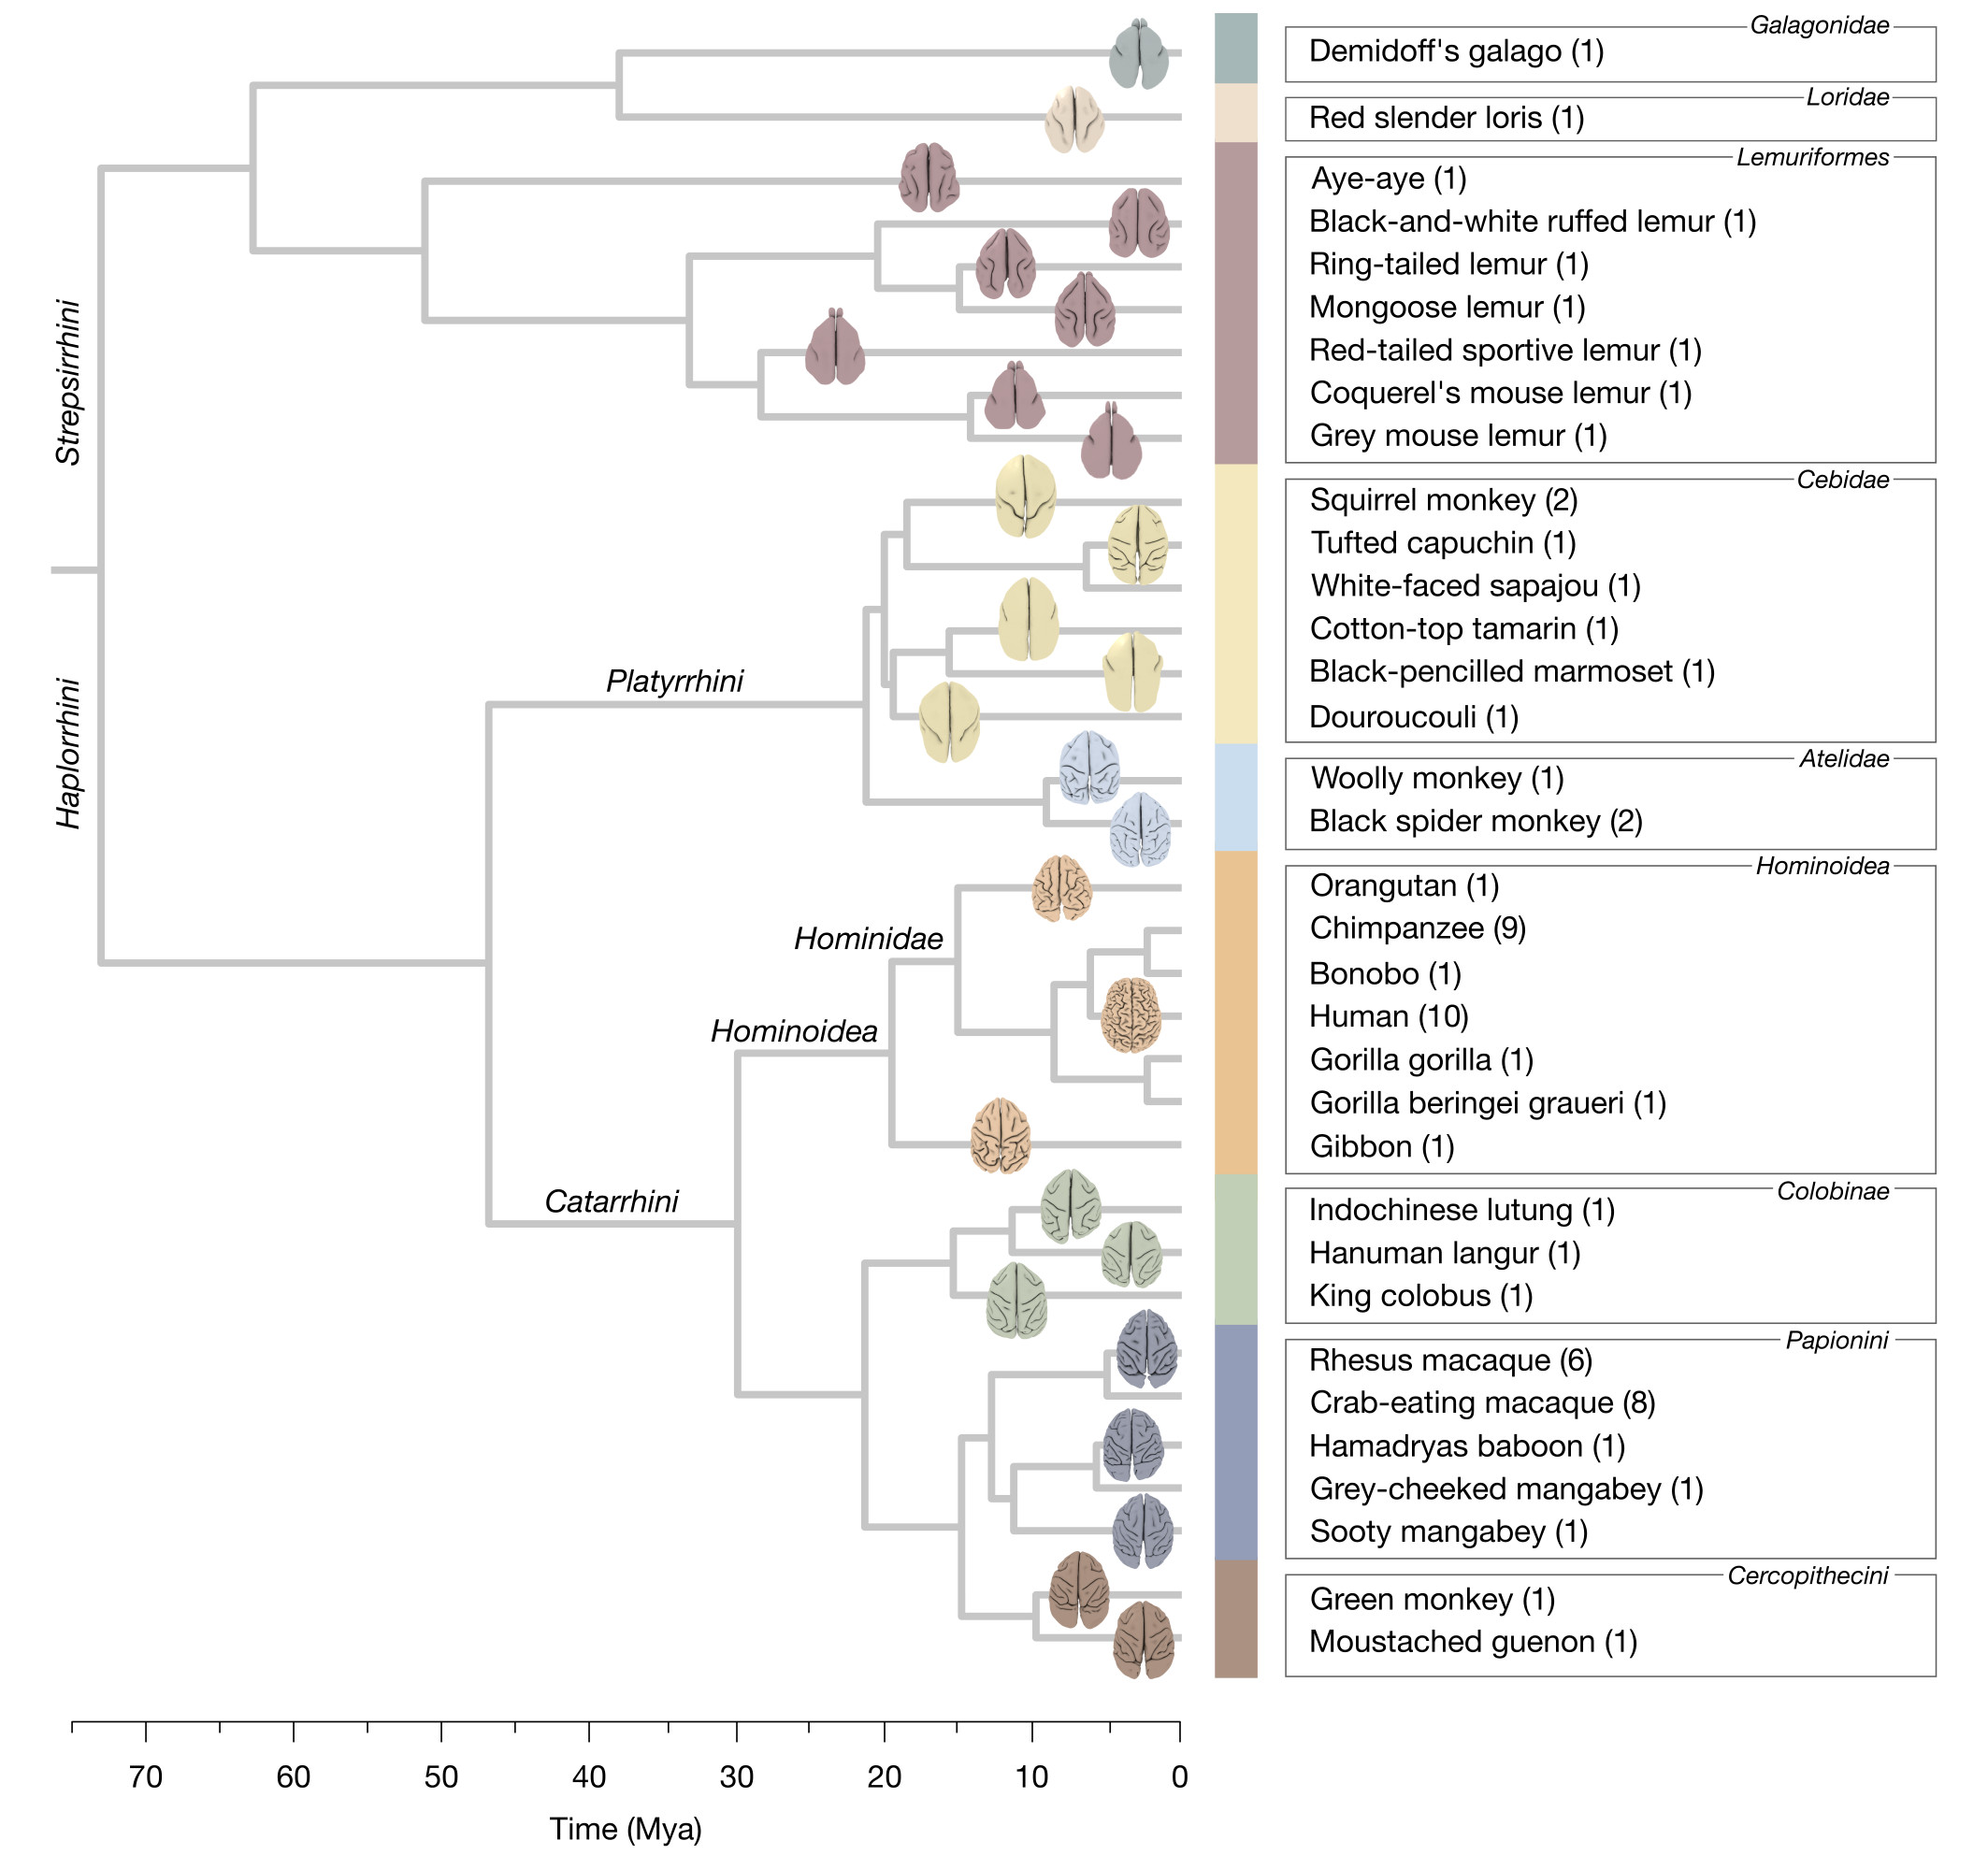 Galagonidae
Demidoff's galago (1)
Loridae
Red slender loris (1)
Lemuriformes
Aye-aye (1)
Black-and-white ruffed lemur (1)
Ring-tailed lemur (1)
Mongoose lemur (1)
Red-tailed sportive lemur (1)
Coquerel's mouse lemur (1)
Grey mouse lemur (1)
Strepsirrhini
Cebidae
Squirrel monkey (2)
Tufted capuchin (1)
White-faced sapajou (1)
Cotton-top tamarin (1)
Black-pencilled marmoset (1)
Douroucouli (1)
Platyrrhini
Haplorrhini
Atelidae
Woolly monkey (1)
Black spider monkey (2)
Hominoidea
Orangutan (1)
Chimpanzee (9)
Bonobo (1)
Human (10)
Gorilla gorilla (1)
Gorilla beringei graueri (1)
Gibbon (1)
Hominidae
Hominoidea
Catarrhini
Colobinae
Indochinese lutung (1)
Hanuman langur (1)
King colobus (1)
Papionini
Rhesus macaque (6)
Crab-eating macaque (8)
Hamadryas baboon (1)
Grey-cheeked mangabey (1)
Sooty mangabey (1)
Cercopithecini
Green monkey (1)
Moustached guenon (1)
70 60 50 40 30 20 10 0
Time (Mya)